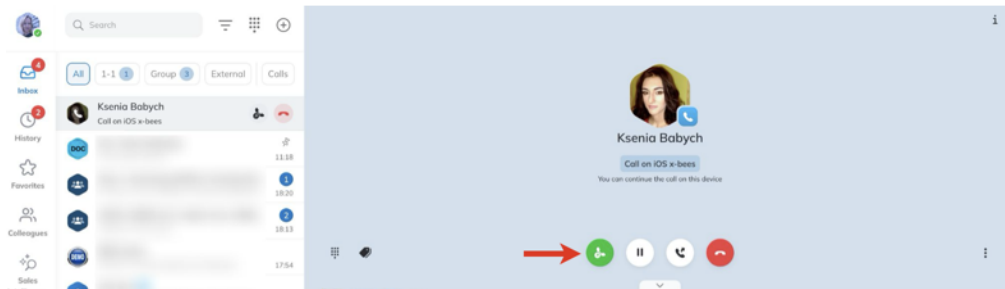 Search
4
Inbox
2
History
Favorites
Colleagues
Sales
All
1-1 1
Group 3
External
Calls
Ksenia Babych
Call on iOS x-bees
DOC
11:18
1
18:20
2
18:13
DEMO
17:54
i
Ksenia Babych
Call on iOS x-bees
You can continue the call on this device